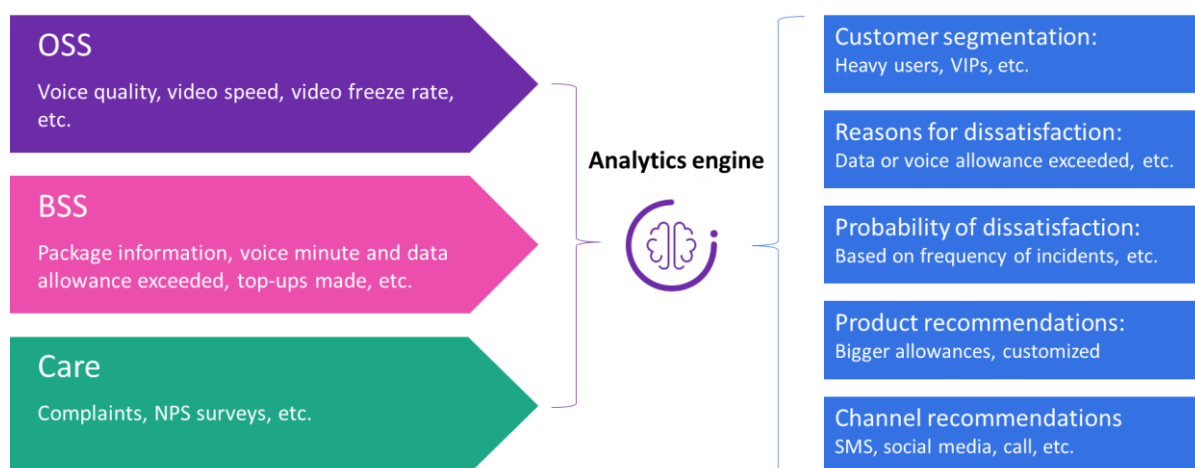 OSS
Voice quality, video speed, video freeze rate,
etc.
BSS
Package information, voice minute and data
allowance exceeded, top-ups made, etc.
Care
Complaints, NPS surveys, etc.
Analytics engine
Customer segmentation:
Heavy users, VIPs, etc.
Reasons for dissatisfaction:
Data or voice allowance exceeded, etc.
Probability of dissatisfaction:
Based on frequency of incidents, etc.
Product recommendations:
Bigger allowances, customized
Channel recommendations
SMS, social media, call, etc.